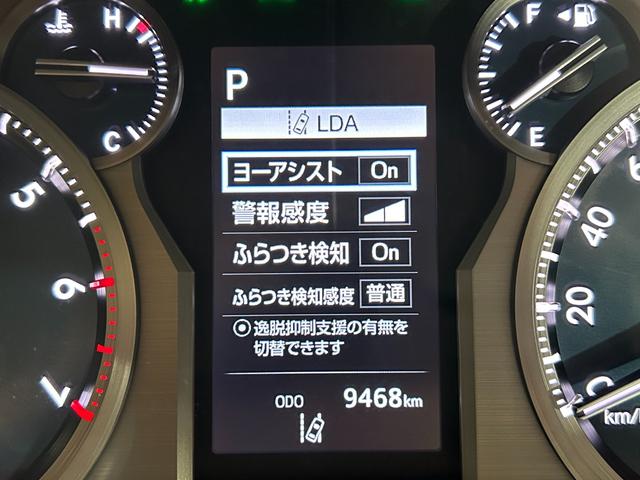 H
C
F
E
P
LDA
ヨーアシスト On
警報感度
ふらつき検知 On
ふらつき検知感度 普通
逸脱抑制支援の有無を
切替できます
ODO 9468km
5
6
7
40
20
0
km/